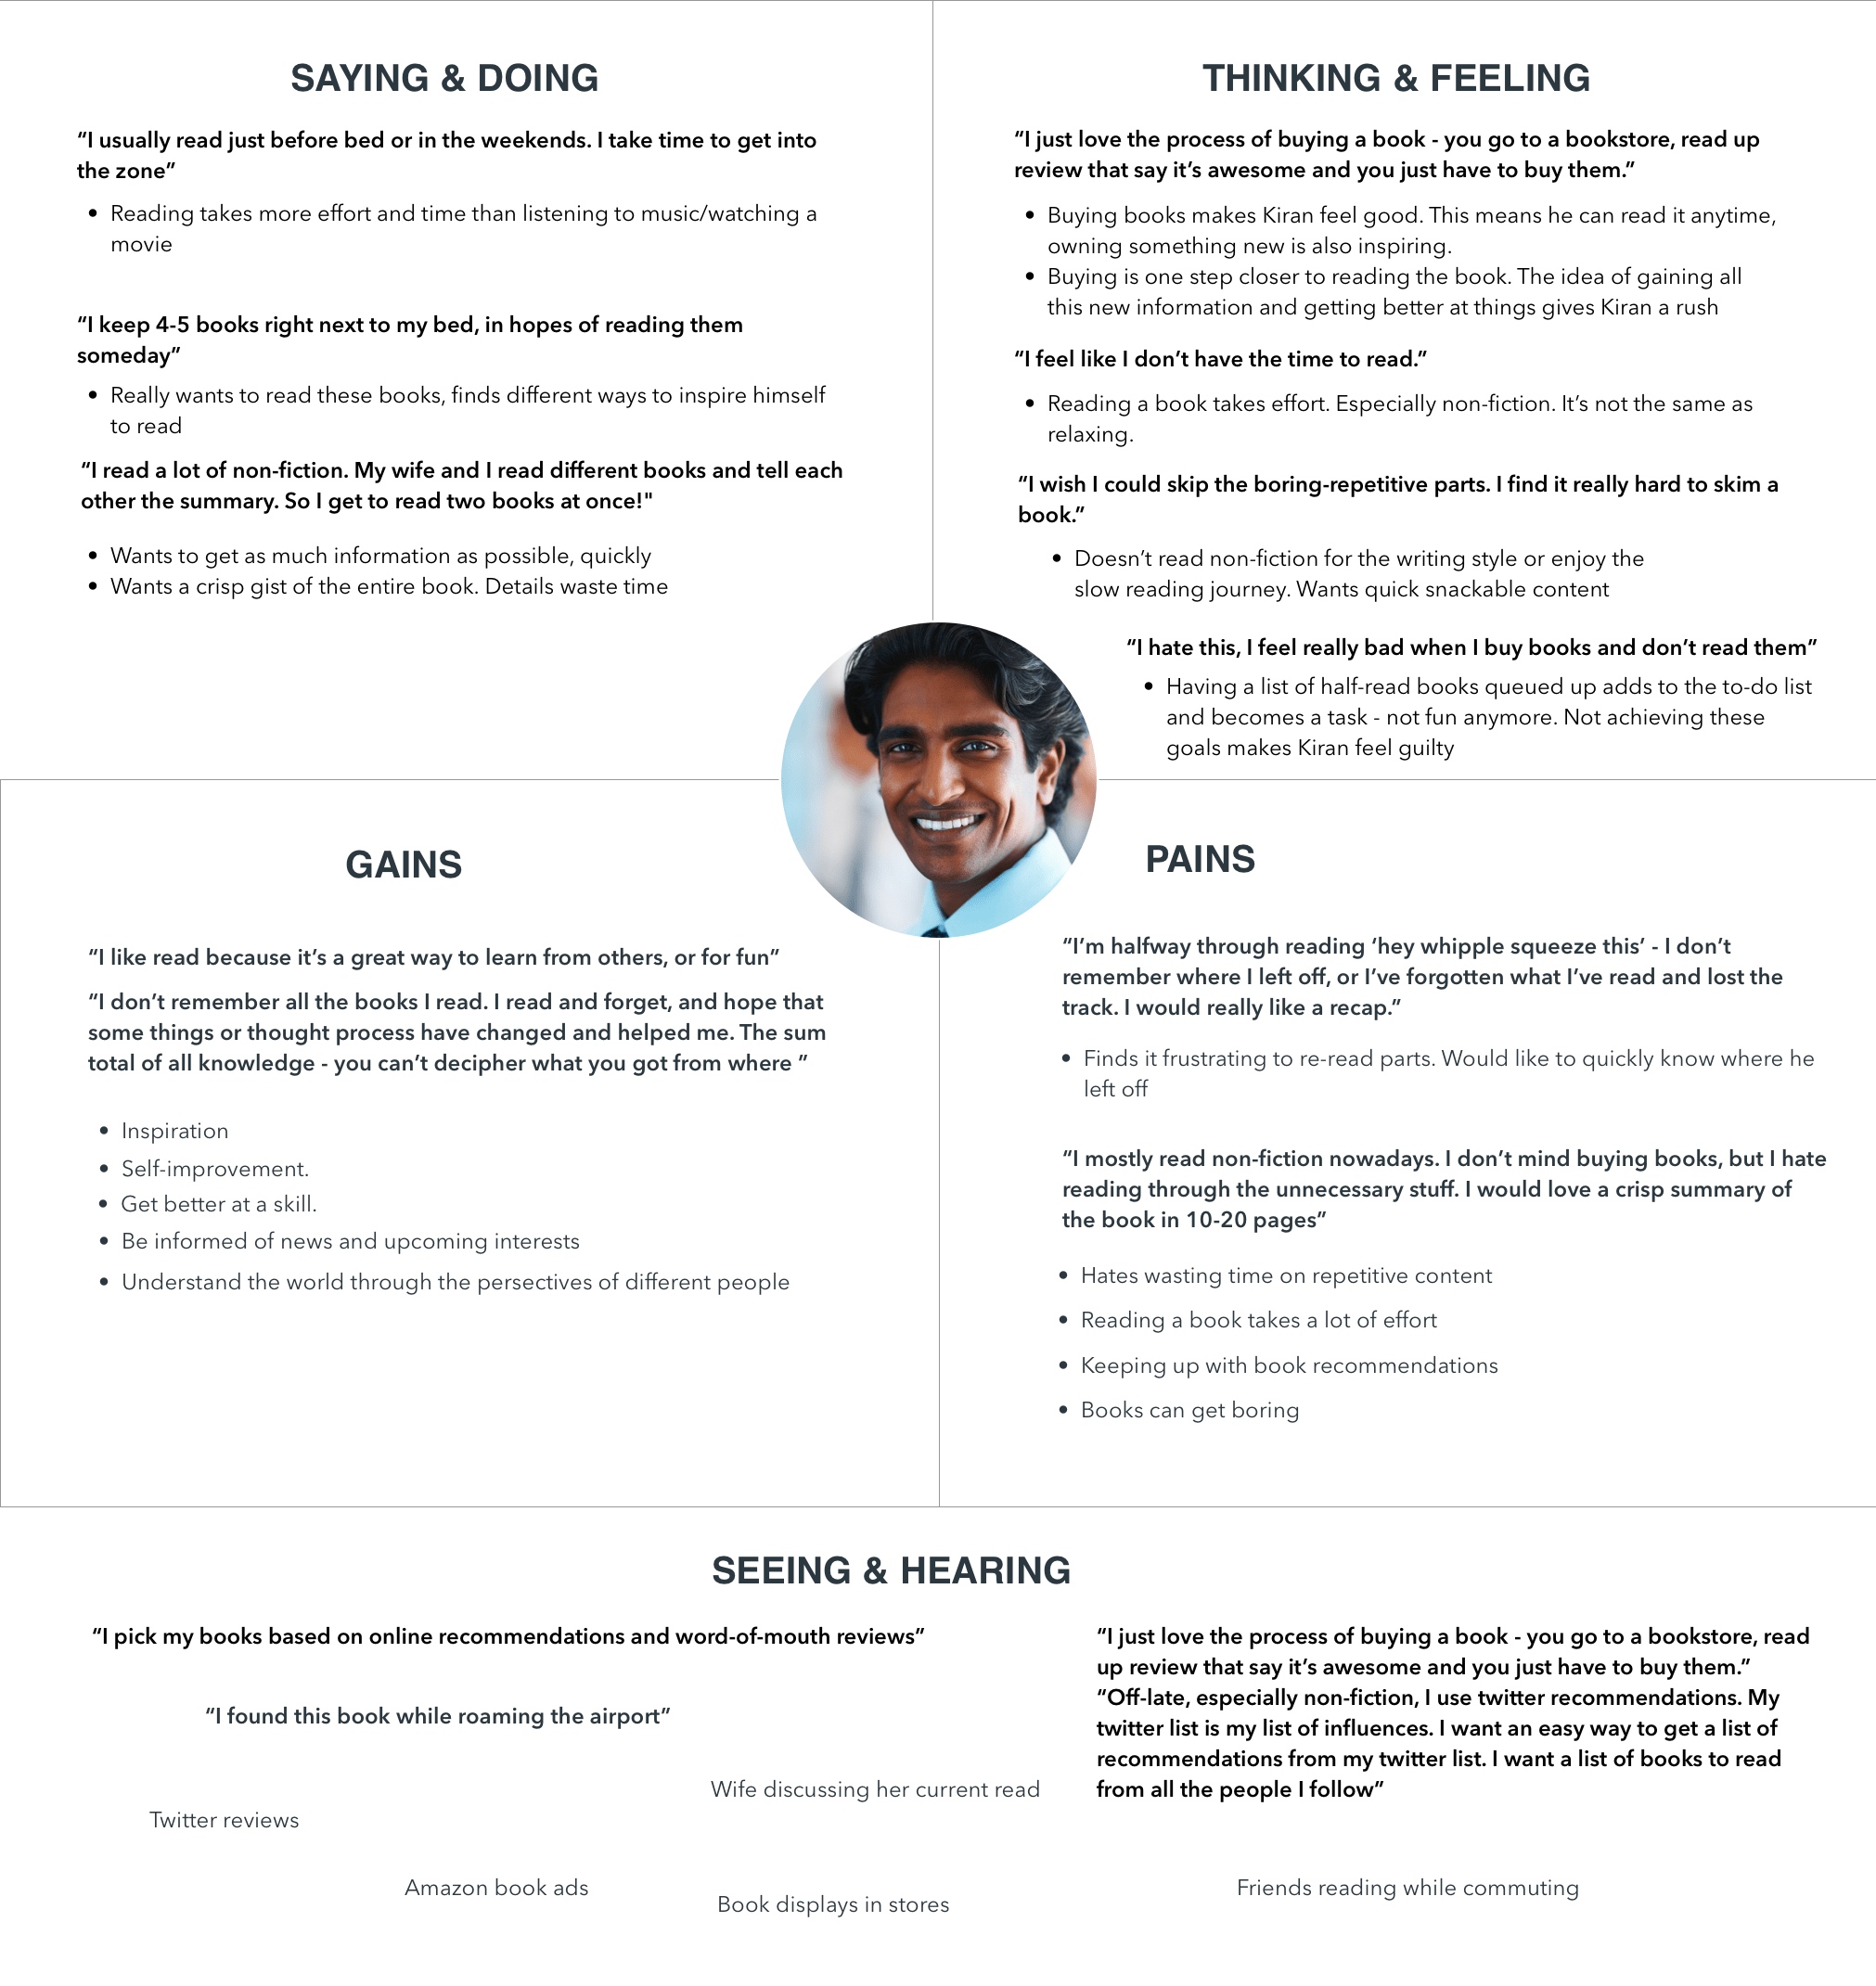 SAYING & DOING
“I usually read just before bed or in the weekends. I take time to get into
the zone”
• Reading takes more effort and time than listening to music/watching a
movie
“I keep 4-5 books right next to my bed, in hopes of reading them
someday”
• Really wants to read these books, finds different ways to inspire himself
to read
“I read a lot of non-fiction. My wife and I read different books and tell each
other the summary. So I get to read two books at once!"
• Wants to get as much information as possible, quickly
• Wants a crisp gist of the entire book. Details waste time
THINKING & FEELING
“I just love the process of buying a book - you go to a bookstore, read up
review that say it’s awesome and you just have to buy them.”
• Buying books makes Kiran feel good. This means he can read it anytime,
owning something new is also inspiring.
• Buying is one step closer to reading the book. The idea of gaining all
this new information and getting better at things gives Kiran a rush
“I feel like I don’t have the time to read.”
• Reading a book takes effort. Especially non-fiction. It’s not the same as
relaxing.
“I wish I could skip the boring-repetitive parts. I find it really hard to skim a
book.”
• Doesn’t read non-fiction for the writing style or enjoy the
slow reading journey. Wants quick snackable content
“I hate this, I feel really bad when I buy books and don’t read them”
• Having a list of half-read books queued up adds to the to-do list
and becomes a task - not fun anymore. Not achieving these
goals makes Kiran feel guilty
GAINS
“I like read because it’s a great way to learn from others, or for fun”
“I don’t remember all the books I read. I read and forget, and hope that
some things or thought process have changed and helped me. The sum
total of all knowledge - you can’t decipher what you got from where ”
• Inspiration
• Self-improvement.
• Get better at a skill.
• Be informed of news and upcoming interests
• Understand the world through the persectives of different people
PAINS
“I’m halfway through reading ‘hey whipple squeeze this’ - I don’t
remember where I left off, or I’ve forgotten what I’ve read and lost the
track. I would really like a recap.”
• Finds it frustrating to re-read parts. Would like to quickly know where he
left off
“I mostly read non-fiction nowadays. I don’t mind buying books, but I hate
reading through the unnecessary stuff. I would love a crisp summary of
the book in 10-20 pages”
• Hates wasting time on repetitive content
• Reading a book takes a lot of effort
• Keeping up with book recommendations
• Books can get boring
SEEING & HEARING
“I pick my books based on online recommendations and word-of-mouth reviews”
“I found this book while roaming the airport”
Wife discussing her current read
Twitter reviews
Amazon book ads
Book displays in stores
“I just love the process of buying a book - you go to a bookstore, read
up review that say it’s awesome and you just have to buy them.”
“Off-late, especially non-fiction, I use twitter recommendations. My
twitter list is my list of influences. I want an easy way to get a list of
recommendations from my twitter list. I want a list of books to read
from all the people I follow”
Friends reading while commuting